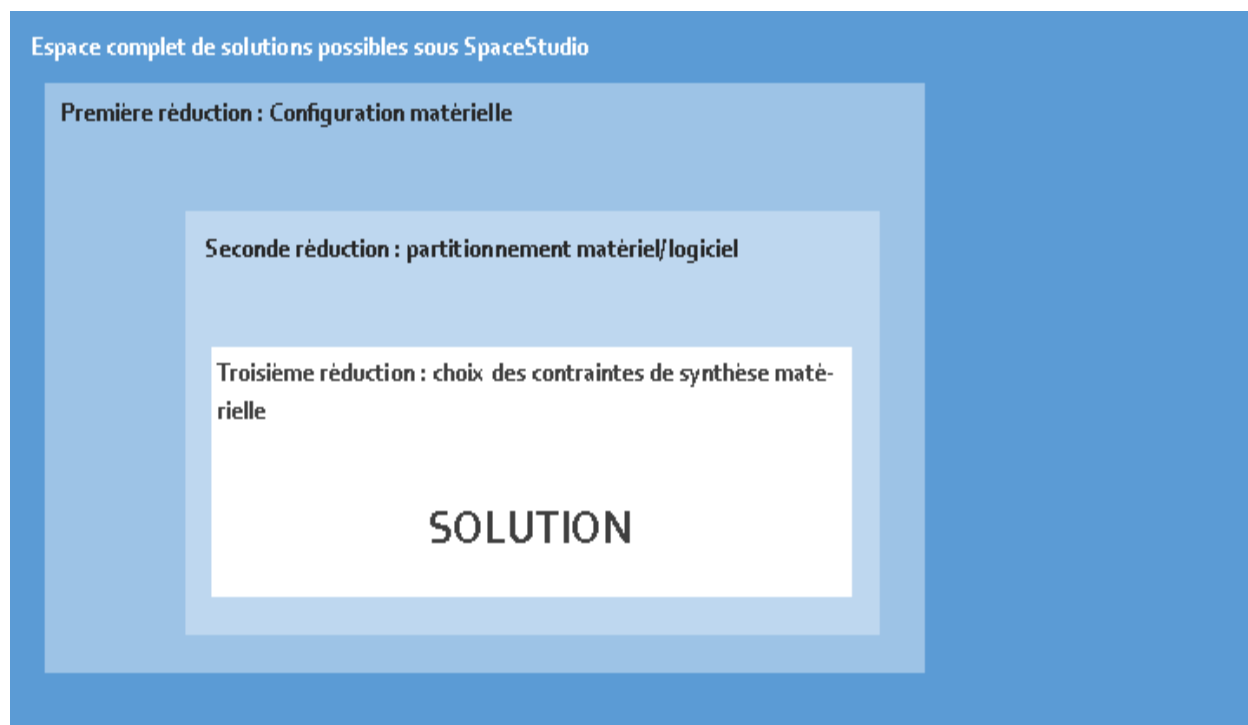 Espace complet de solutions possibles sous SpaceStudio
Première réduction : Configuration matérielle
Seconde réduction : partitionnement matériel/logiciel
Troisième réduction : choix des contraintes de synthèse maté-
rielle
SOLUTION